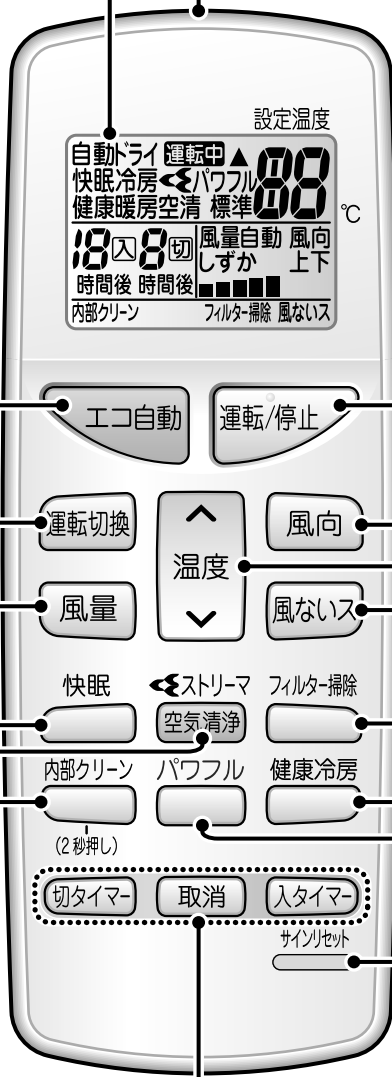 設定温度
自動ドライ 運転中 ▲ 88 ℃
快眠冷房 パワフル
健康暖房空清 標準
18 入 8 切 風量自動 風向
しずか 上下
時間後 時間後
内部クリーン フィルター掃除 風ないス
エコ自動 運転/停止
運転切換 風向
温度
風量 風ないス
快眠 ストリーマ フィルター掃除
空気清浄
内部クリーン パワフル 健康冷房
(2秒押し)
切タイマー 取消 入タイマー
サインリセット